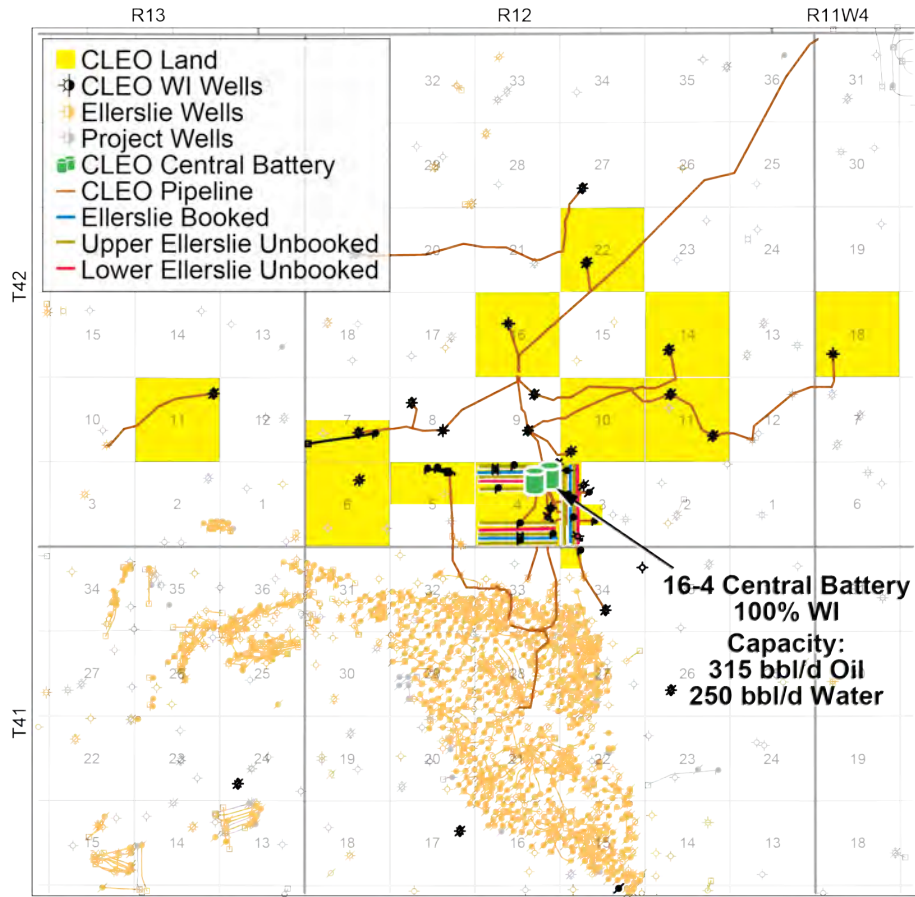 R13 R12 R11W4
CLEO Land
CLEO WI Wells
Ellerslie Wells
Project Wells
CLEO Central Battery
CLEO Pipeline
Ellerslie Booked
Upper Ellerslie Unbooked
Lower Ellerslie Unbooked
32 33 34 35 36 31
29 27 26 25 30
T42
20 21 22 23 24 19
15 14 13 18 17 16 15 14 13 18
10 11 12 7 8 9 10 11 12 7
3 2 1 6 5 4 3 2 1 6
16-4 Central Battery
100% WI
Capacity:
315 bbl/d Oil
250 bbl/d Water
34 35 36 32 33 34
27 26 25 30 29 28 27 26
T41
22 23 24 19 20 21 22 23 24 19
15 14 13 18 17 16 15 14 13 18